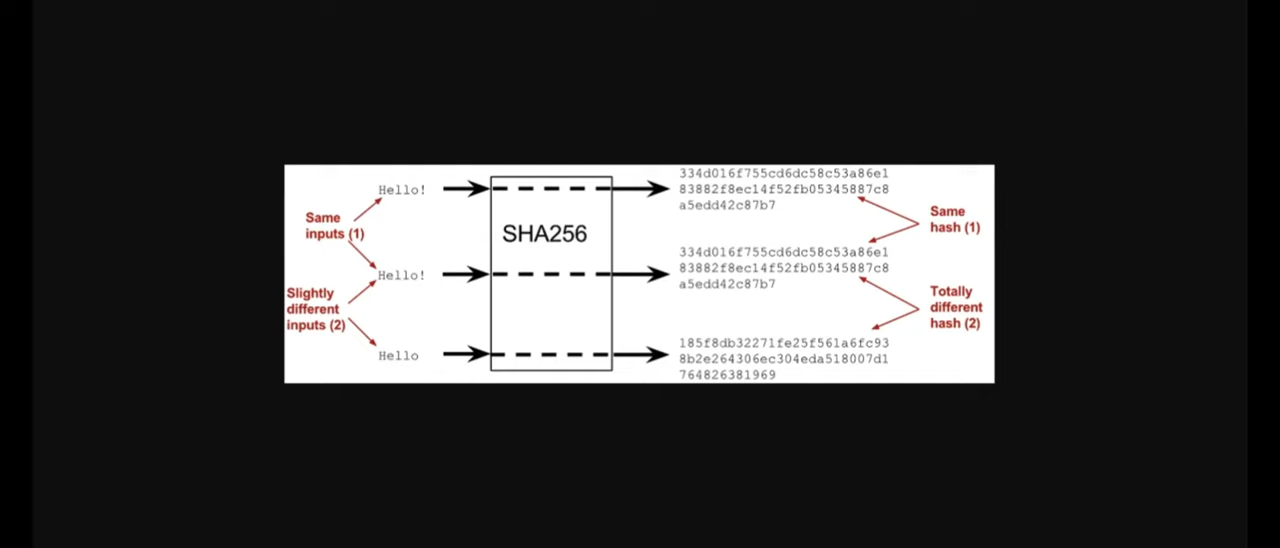 Hello!
334d016f755cd6dc58c53a86e1
83882f8ec14f52fb05345887c8
a5edd42c87b7
Same
inputs (1)
SHA256
Same
hash (1)
Hello!
334d016f755cd6dc58c53a86e1
83882f8ec14f52fb05345887c8
a5edd42c87b7
Slightly
different
inputs (2)
Totally
different
hash (2)
Hello
185f8db32271fe25f561a6fc93
8b2e264306ec304eda518007d1
764826381969